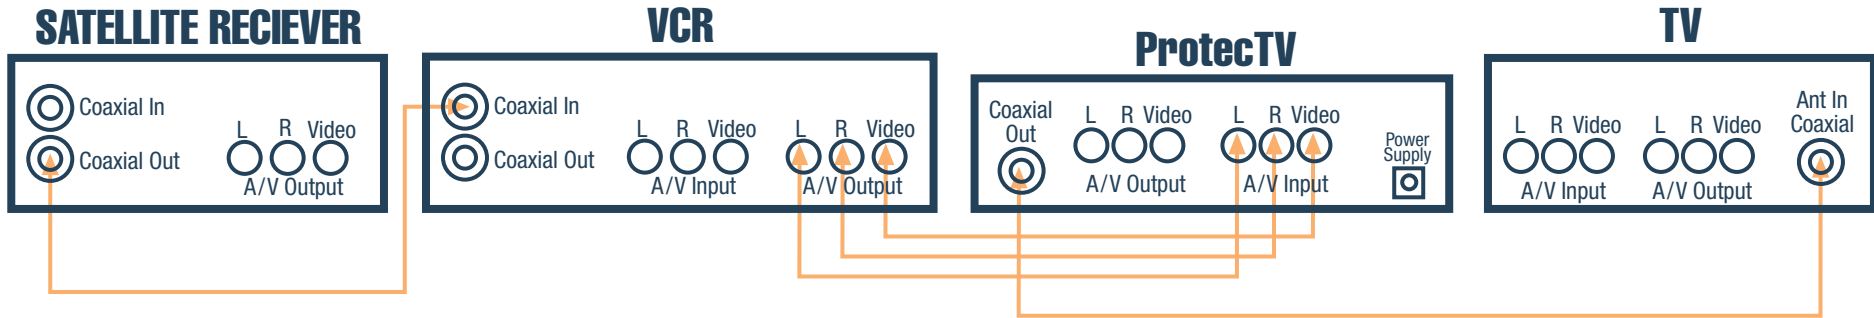 SATELLITE RECIEVER
Coaxial In
Coaxial Out
L R Video
A/V Output
VCR
Coaxial In
Coaxial Out
L R Video
A/V Input
L R Video
A/V Output
ProtecTV
Coaxial
Out
L R Video
A/V Output
L R Video
A/V Input
Power
Supply
TV
L R Video
A/V Input
L R Video
A/V Output
Ant In
Coaxial